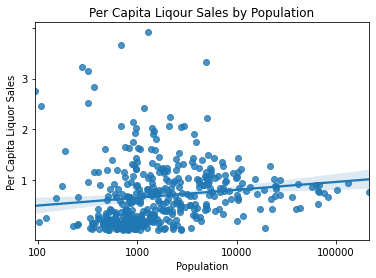 Per Capita Liqour Sales by Population
Per Capita Liquor Sales
3
2
1
100
1000
10000
100000
Population